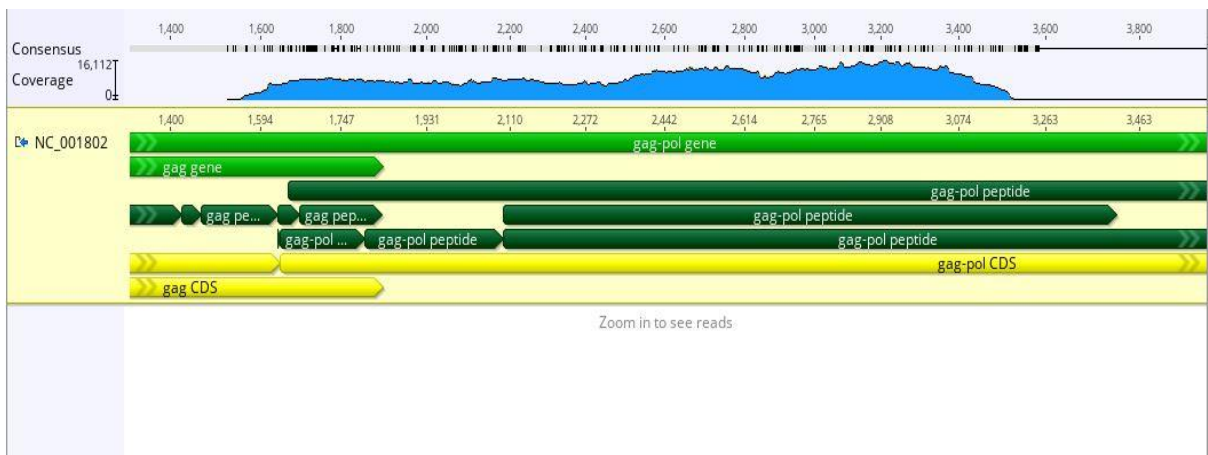 1,400 1,600 1,800 2,000 2,200 2,400 2,600 2,800 3,000 3,200 3,400 3,600 3,800
Consensus
16,112
Coverage
0
1,400 1,594 1,747 1,931 2,110 2,272 2,442 2,614 2,765 2,908 3,074 3,263 3,463
NC_001802
gag-pol gene
gag gene
gag-pol peptide
gag pe... gag pep... gag-pol peptide
gag-pol ... gag-pol peptide gag-pol peptide
gag-pol CDS
gag CDS
Zoom in to see reads